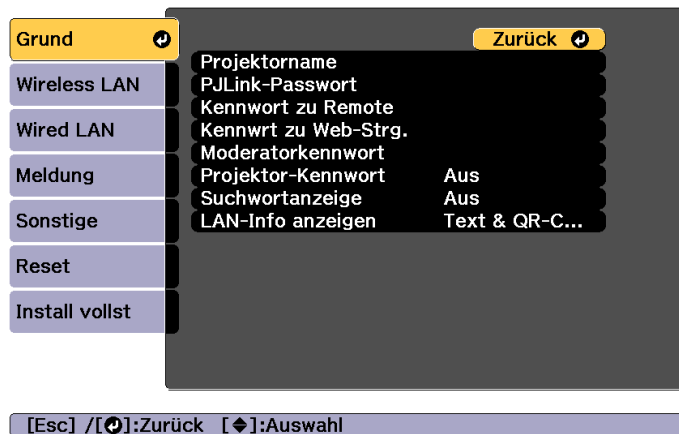 Grund
Wireless LAN
Wired LAN
Meldung
Sonstige
Reset
Install vollst
Zurück
Projektorname
PJLink-Passwort
Kennwort zu Remote
Kennwrt zu Web-Strg.
Moderatorkennwort
Projektor-Kennwort Aus
Suchwortanzeige Aus
LAN-Info anzeigen Text & QR-C...
[Esc] /[⏎]:Zurück [◆]:Auswahl